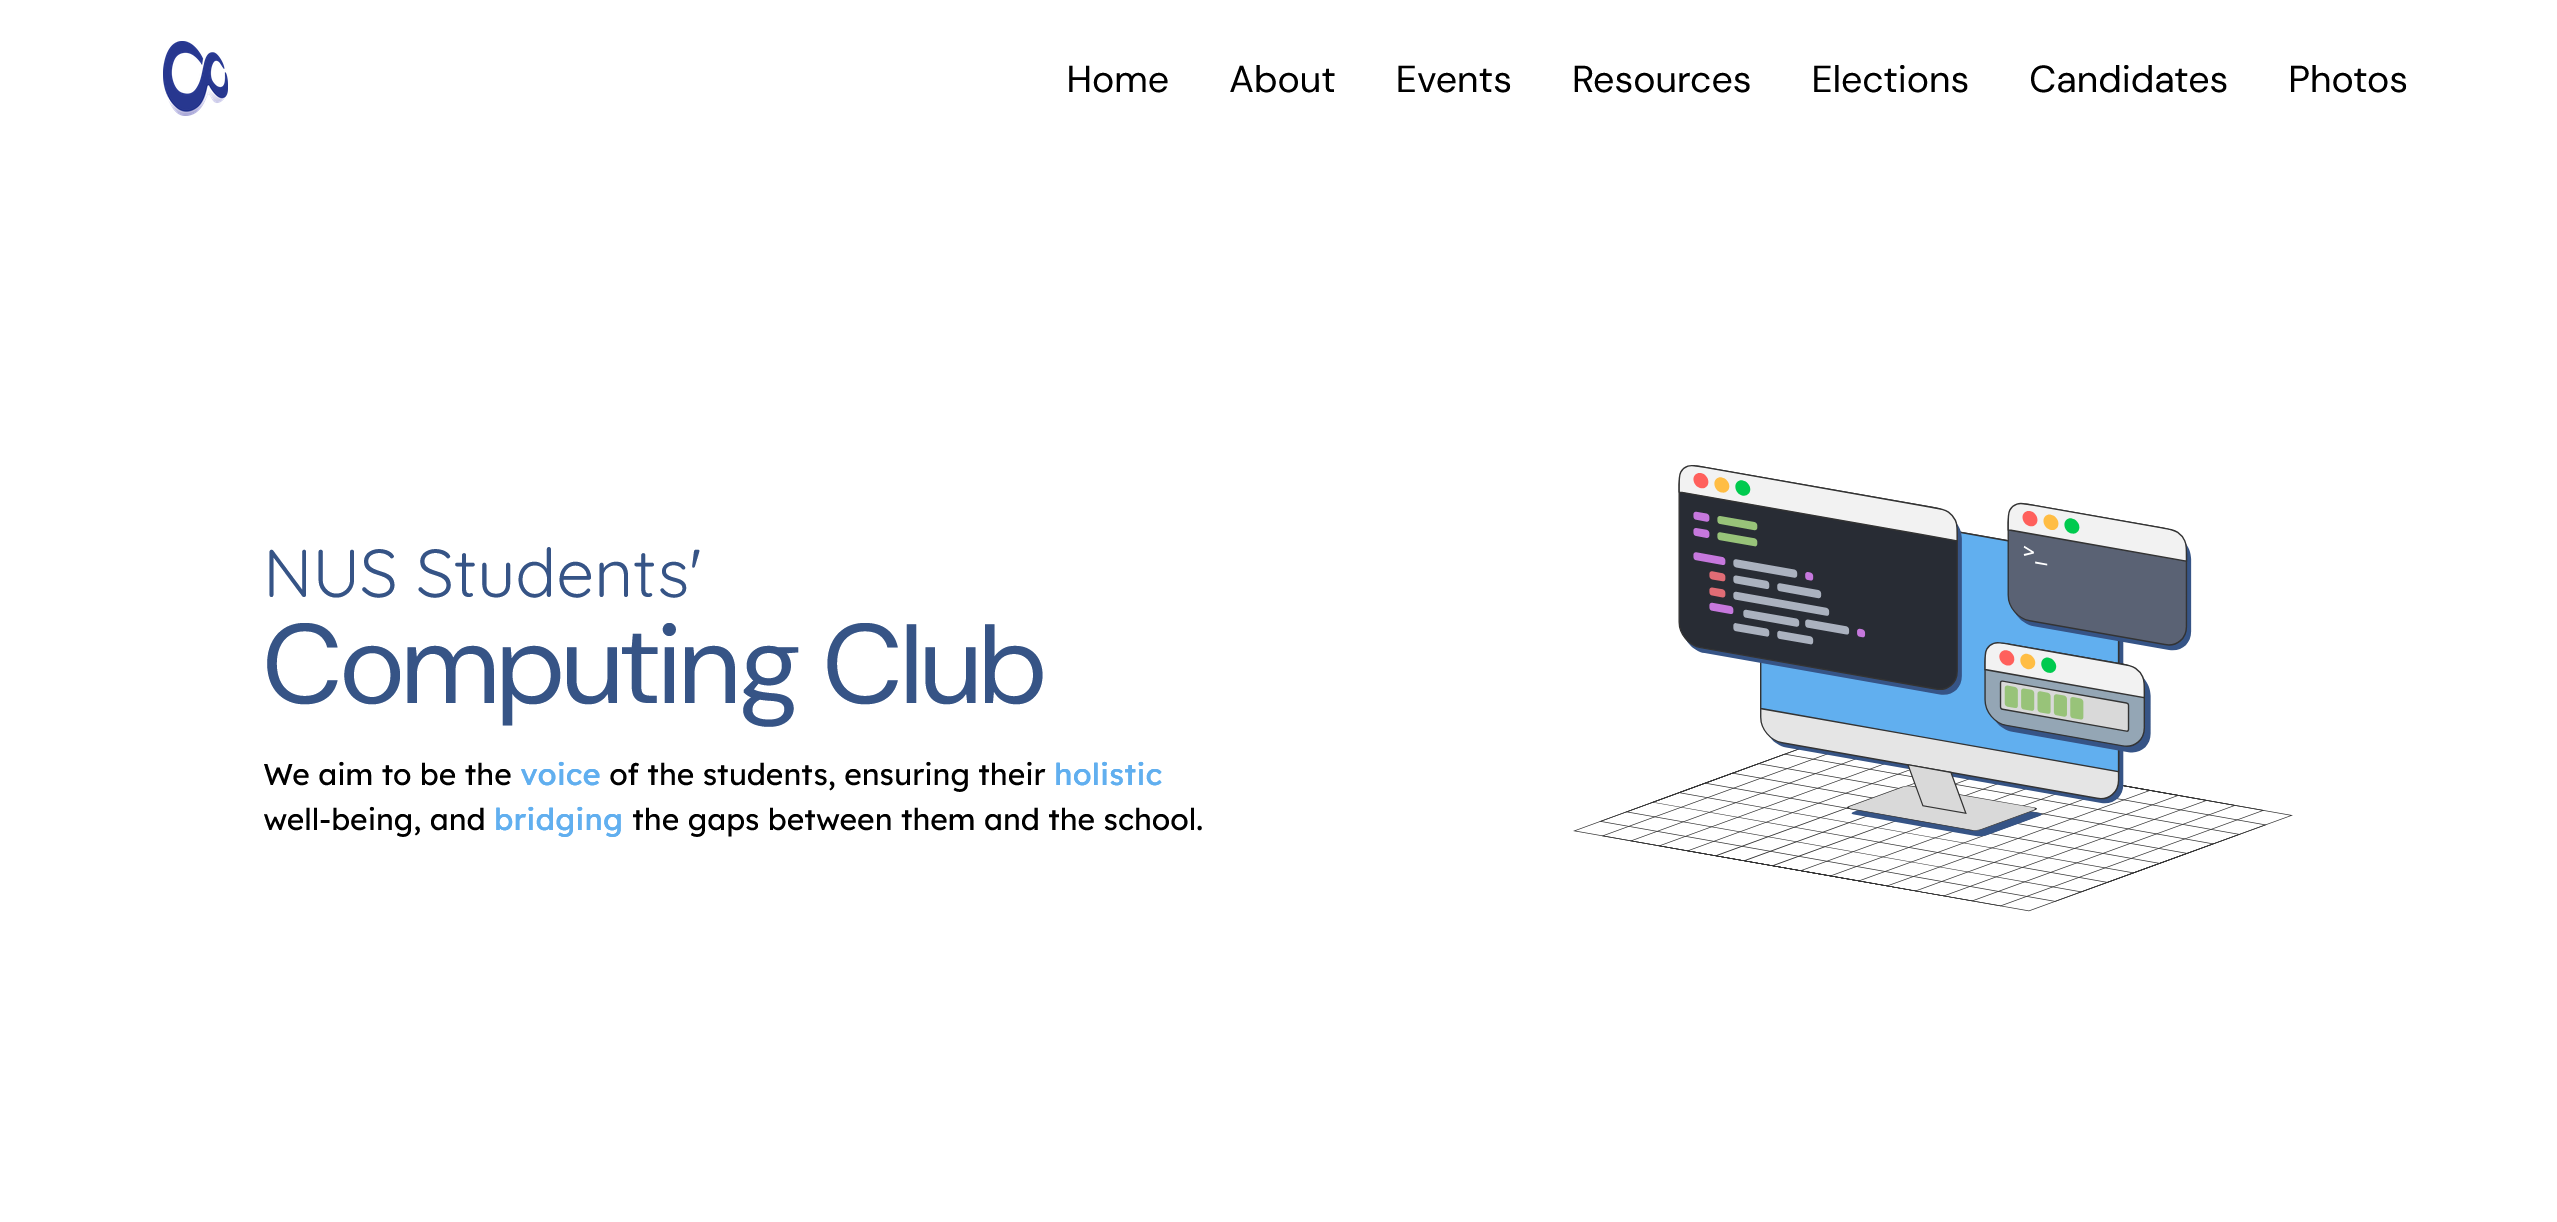 Home About Events Resources Elections Candidates Photos
NUS Students'
Computing Club
We aim to be the voice of the students, ensuring their holistic
well-being, and bridging the gaps between them and the school.
>_